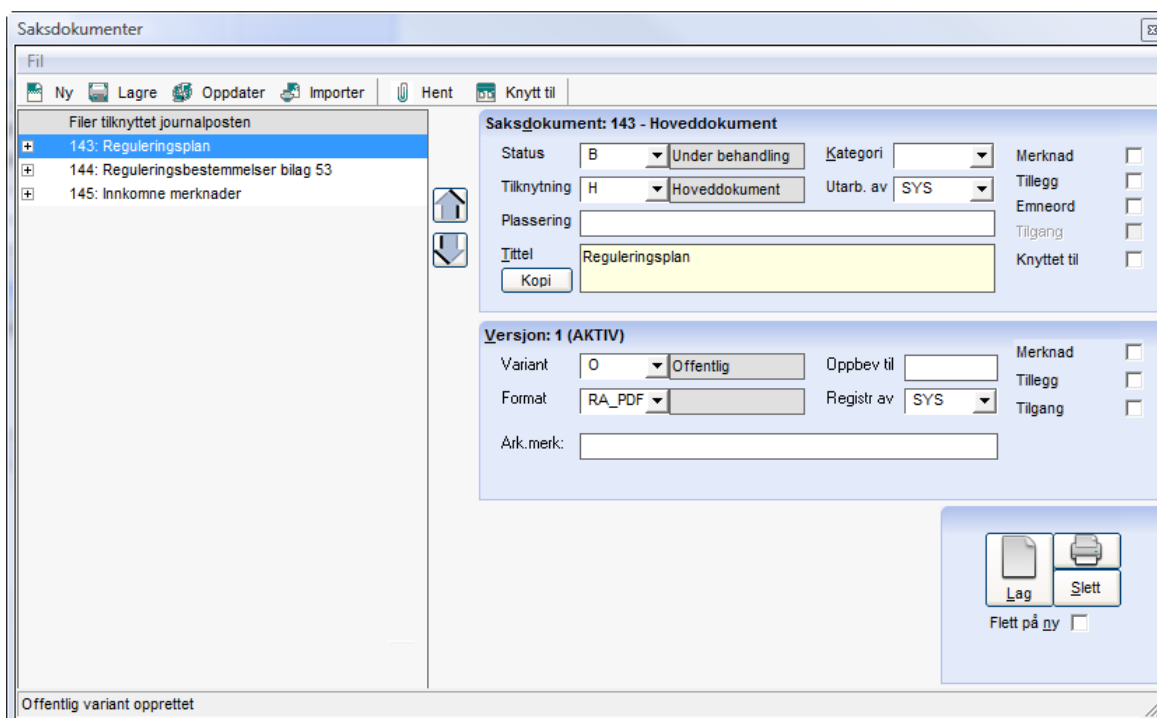 Saksdokumenter
Fil
Ny Lagre Oppdater Importer Hent Knytt til
Filer tilknyttet journalposten
143: Reguleringsplan
144: Reguleringsbestemmelser bilag 53
145: Innkomne merknader
Saksdokument: 143 - Hoveddokument
Status B Under behandling Kategori Merknad
Tilknytning H Hoveddokument Utarb. av SYS Tillegg
Emneord
Plassering Tilgang
Tittel Reguleringsplan Knyttet til
Kopi
Versjon: 1 (AKTIV)
Variant O Offentlig Oppbev til Merknad
Tillegg
Format RA_PDF Registr av SYS Tilgang
Ark.merk:
Lag Slett
Flett på ny
Offentlig variant opprettet